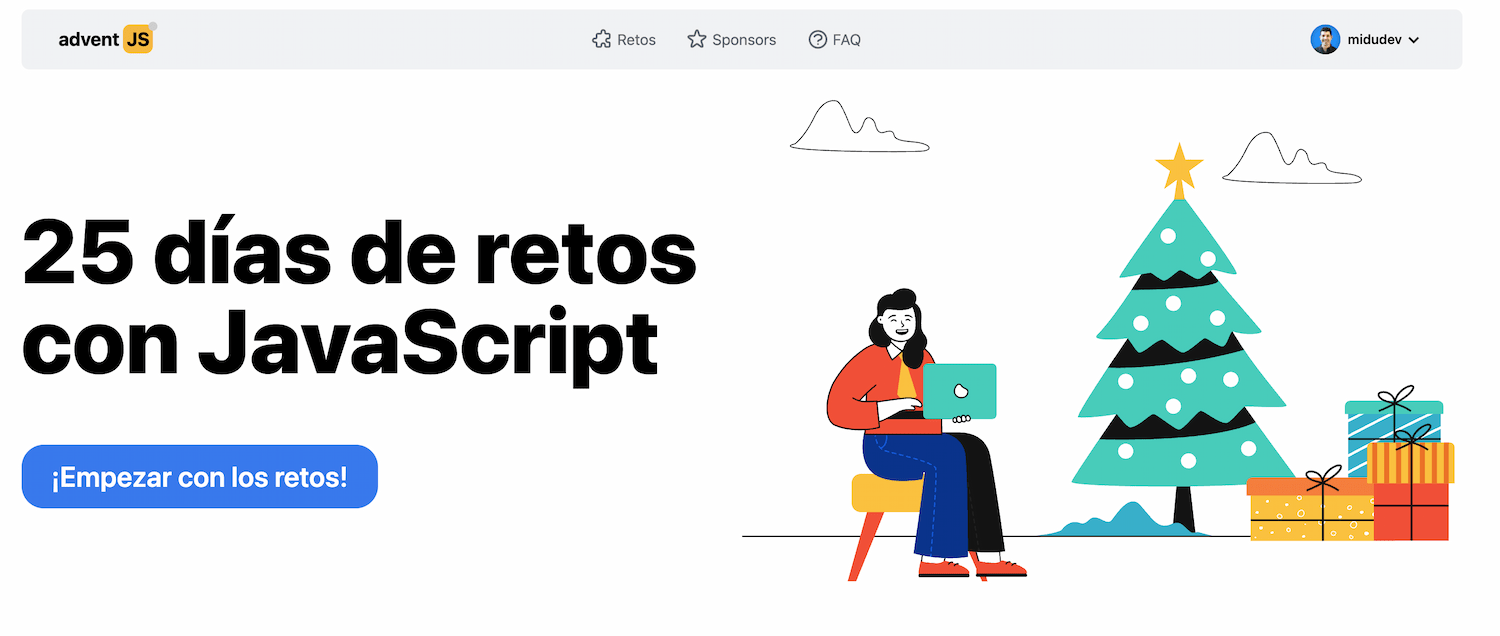 advent JS
Retos
Sponsors
FAQ
midudev
25 días de retos
con JavaScript
¡Empezar con los retos!